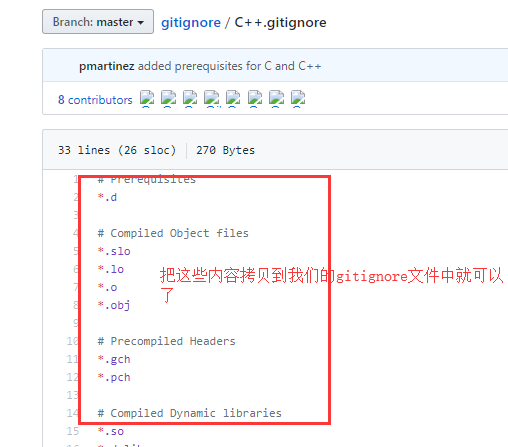 Branch: master
gitignore / C++.gitignore
pmartinez added prerequisites for C and C++
8 contributors
33 lines (26 sloc) 270 Bytes
1 # Prerequisites
2 *.d
3
4 # Compiled Object files
5 *.slo
6 *.lo
7 *.o
8 *.obj
9
10 # Precompiled Headers
11 *.gch
12 *.pch
13
14 # Compiled Dynamic libraries
15 *.so
把这些内容拷贝到我们的gitignore文件中就可以
了